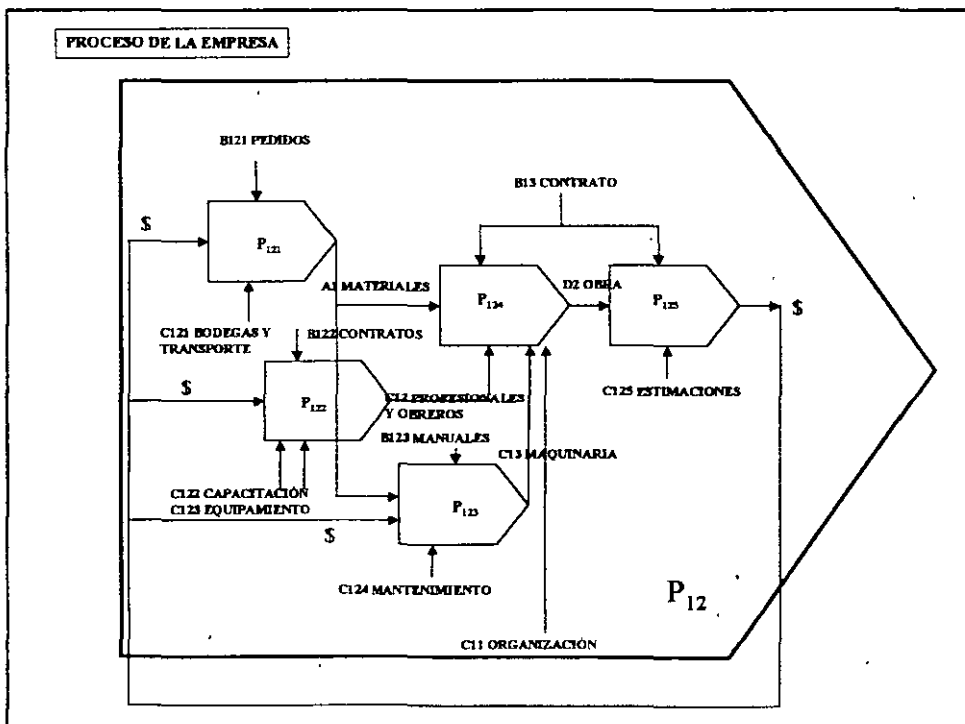 PROCESO DE LA EMPRESA
B121 PEDIDOS
B13 CONTRATO
$
P121
A1 MATERIALES
P124
D2 OBRA
P125
$
C121 BODEGAS Y
TRANSPORTE
B122 CONTRATOS
$
P122
C12 PROFESIONALES
Y OBREROS
C125 ESTIMACIONES
B123 MANUALES
C13 MAQUINARIA
C122 CAPACITACIÓN
C123 EQUIPAMIENTO
$
P123
C124 MANTENIMIENTO
P12
C11 ORGANIZACIÓN